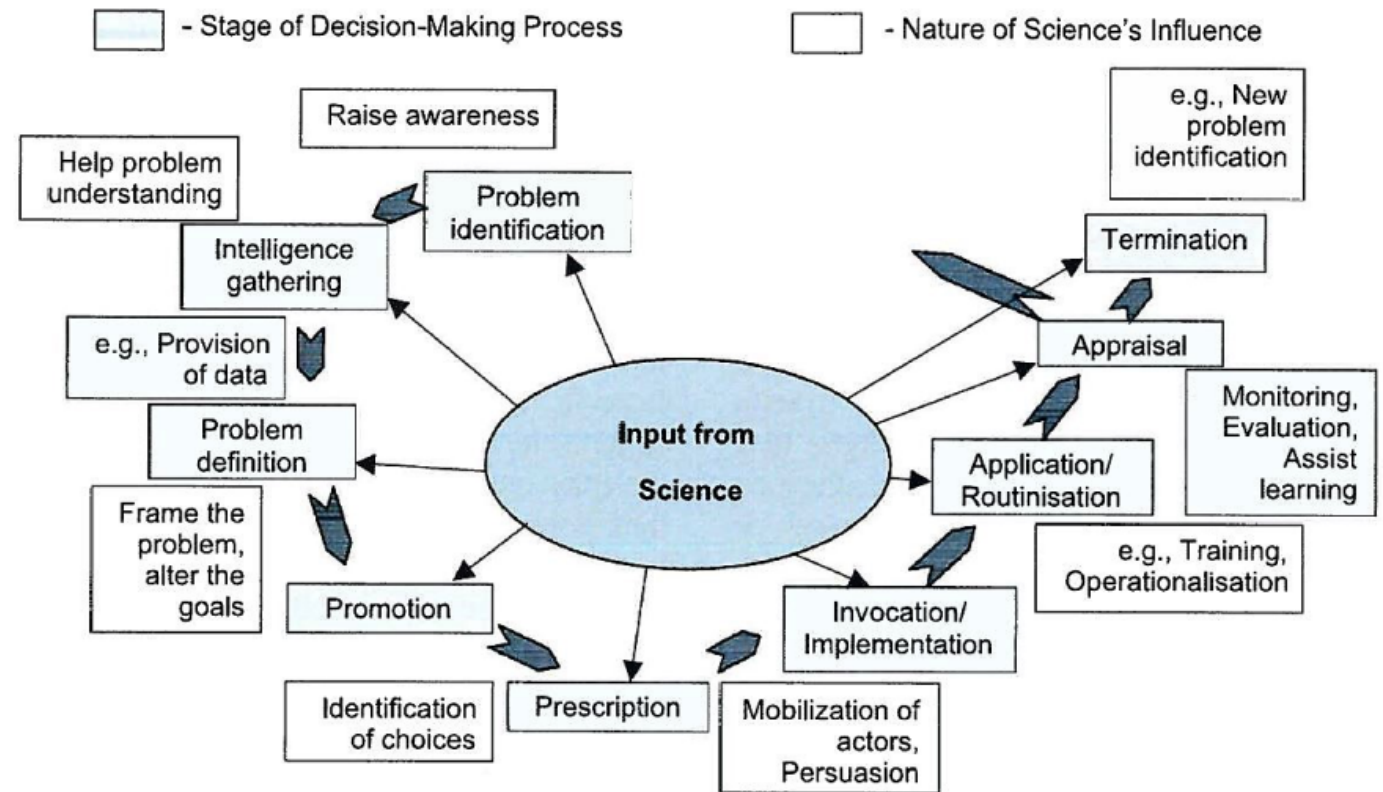 - Stage of Decision-Making Process
- Nature of Science's Influence
Raise awareness
Help problem
understanding
Problem
identification
Intelligence
gathering
e.g., Provision
of data
Problem
definition
Frame the
problem,
alter the
goals
Promotion
Identification
of choices
Prescription
Input from
Science
Mobilization of
actors,
Persuasion
Invocation/
Implementation
e.g., Training,
Operationalisation
Application/
Routinisation
Monitoring,
Evaluation,
Assist
learning
Appraisal
Termination
e.g., New
problem
identification